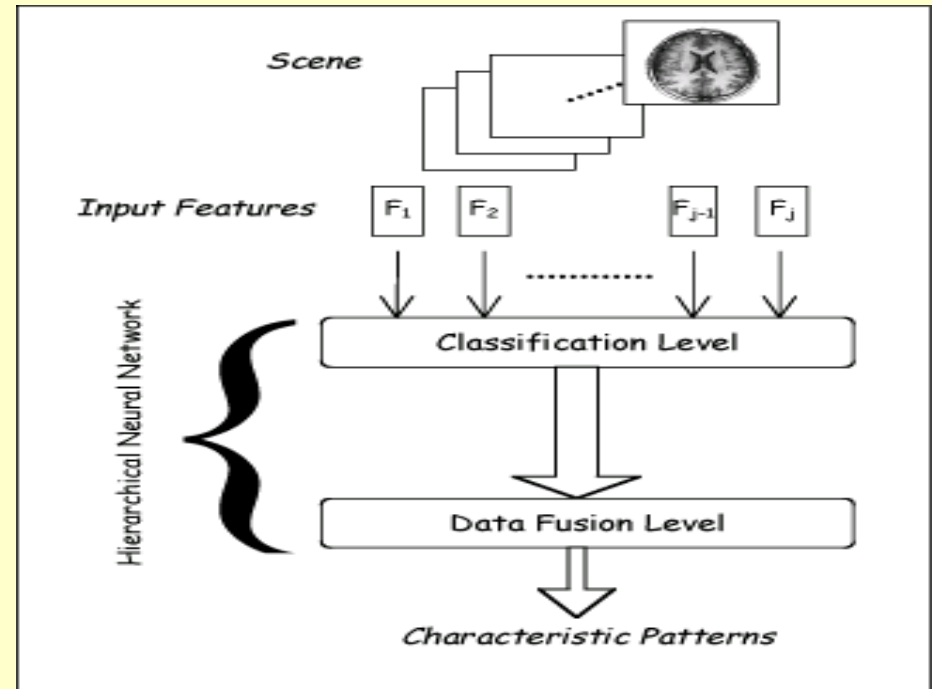 Scene
Input Features
F₁ F₂ Fⱼ₋₁ Fⱼ
Hierarchical Neural Network
Classification Level
Data Fusion Level
Characteristic Patterns